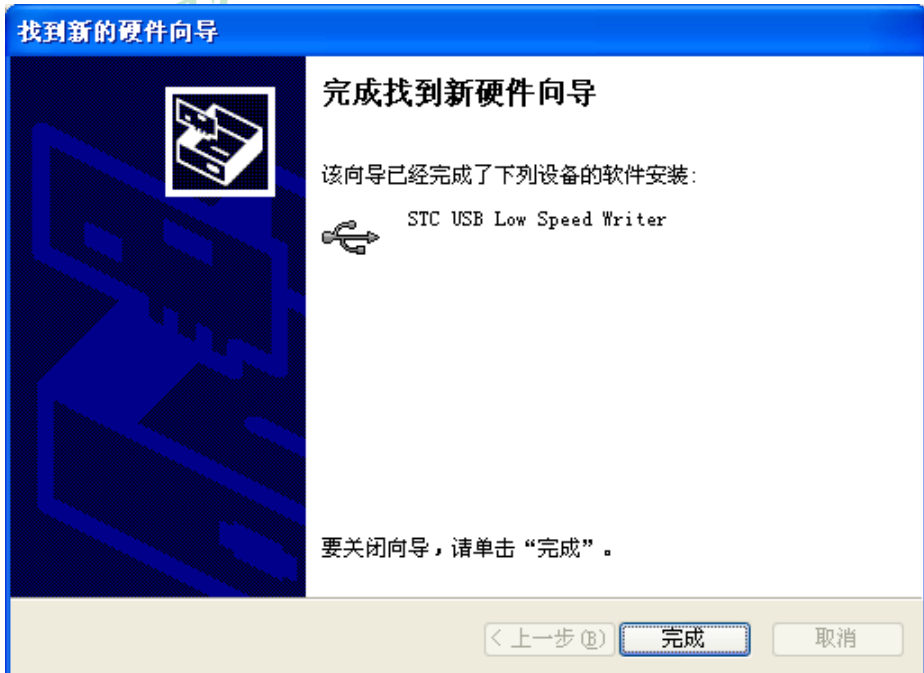 找到新的硬件向导
完成找到新硬件向导
该向导已经完成了下列设备的软件安装:
STC USB Low Speed Writer
要关闭向导，请单击“完成”。
< 上一步(B) 完成 取消